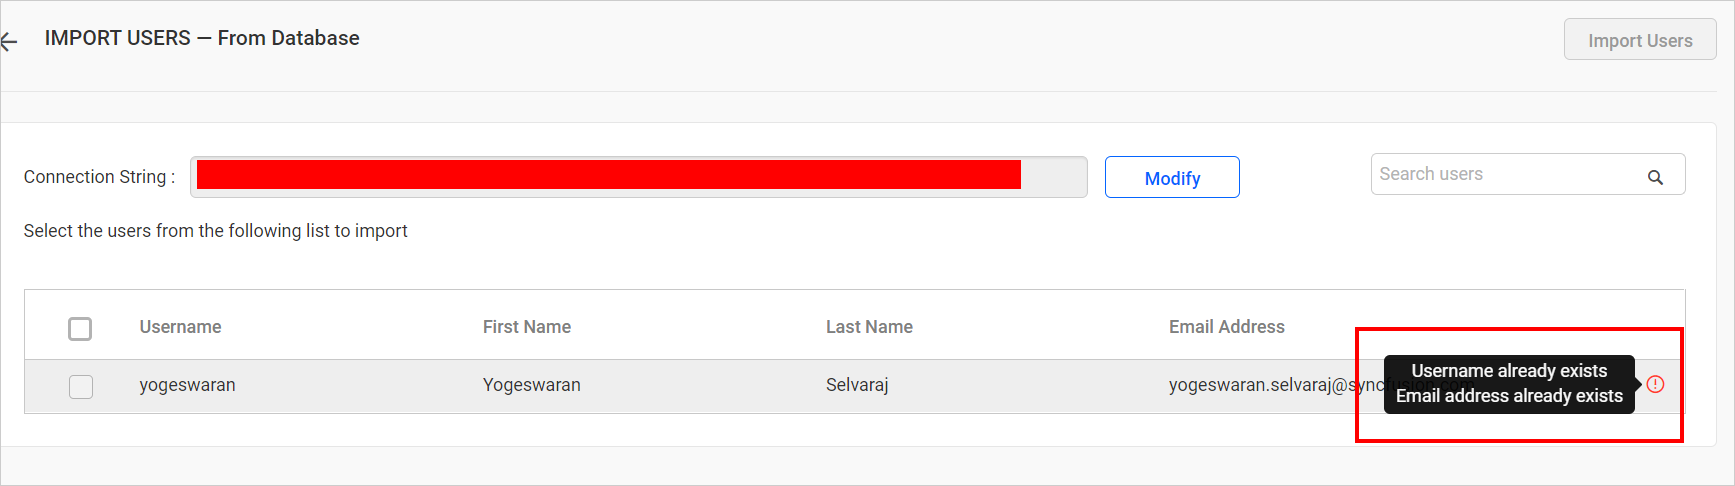 IMPORT USERS — From Database
Import Users
Connection String :
Modify
Search users
Select the users from the following list to import
Username First Name Last Name Email Address
yogeswaran Yogeswaran Selvaraj yogeswaran.selvaraj@syncfusion.com
Username already exists
Email address already exists